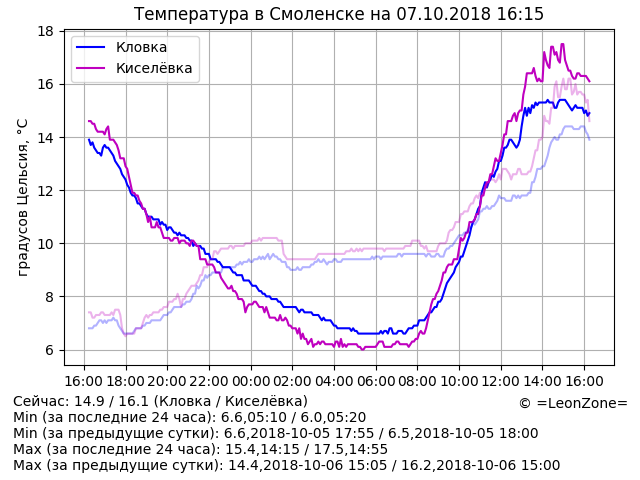 Температура в Смоленске на 07.10.2018 16:15
18
16
14
12
10
8
6
градусов Цельсия, °C
Кловка
Киселёвка
16:00 18:00 20:00 22:00 00:00 02:00 04:00 06:00 08:00 10:00 12:00 14:00 16:00
Сейчас: 14.9 / 16.1 (Кловка / Киселёвка)
© =LeonZone=
Min (за последние 24 часа): 6.6,05:10 / 6.0,05:20
Min (за предыдущие сутки): 6.6,2018-10-05 17:55 / 6.5,2018-10-05 18:00
Max (за последние 24 часа): 15.4,14:15 / 17.5,14:55
Max (за предыдущие сутки): 14.4,2018-10-06 15:05 / 16.2,2018-10-06 15:00